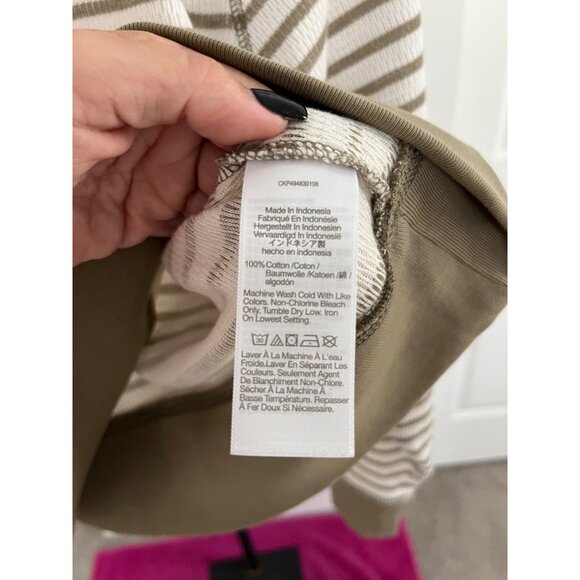 CKP494830108
Made In Indonesia
Fabriqué En Indonésie
Hergestellt In Indonesien
Vervaardigd In Indonesië
インドネシア製
hecho en indonesia
100% Cotton /Coton /
Baumwolle /Katoen /綿 /
algodón
Machine Wash Cold With Like
Colors. Non-Chlorine Bleach
Only. Tumble Dry Low. Iron
On Lowest Setting.
30
Laver À La Machine À L'eau
Froide.Laver En Séparant Les
Couleurs. Seulement Agent
De Blanchiment Non-Chlore.
Sécher À La Machine À
Basse Température. Repasser
À Fer Doux Si Nécessaire.